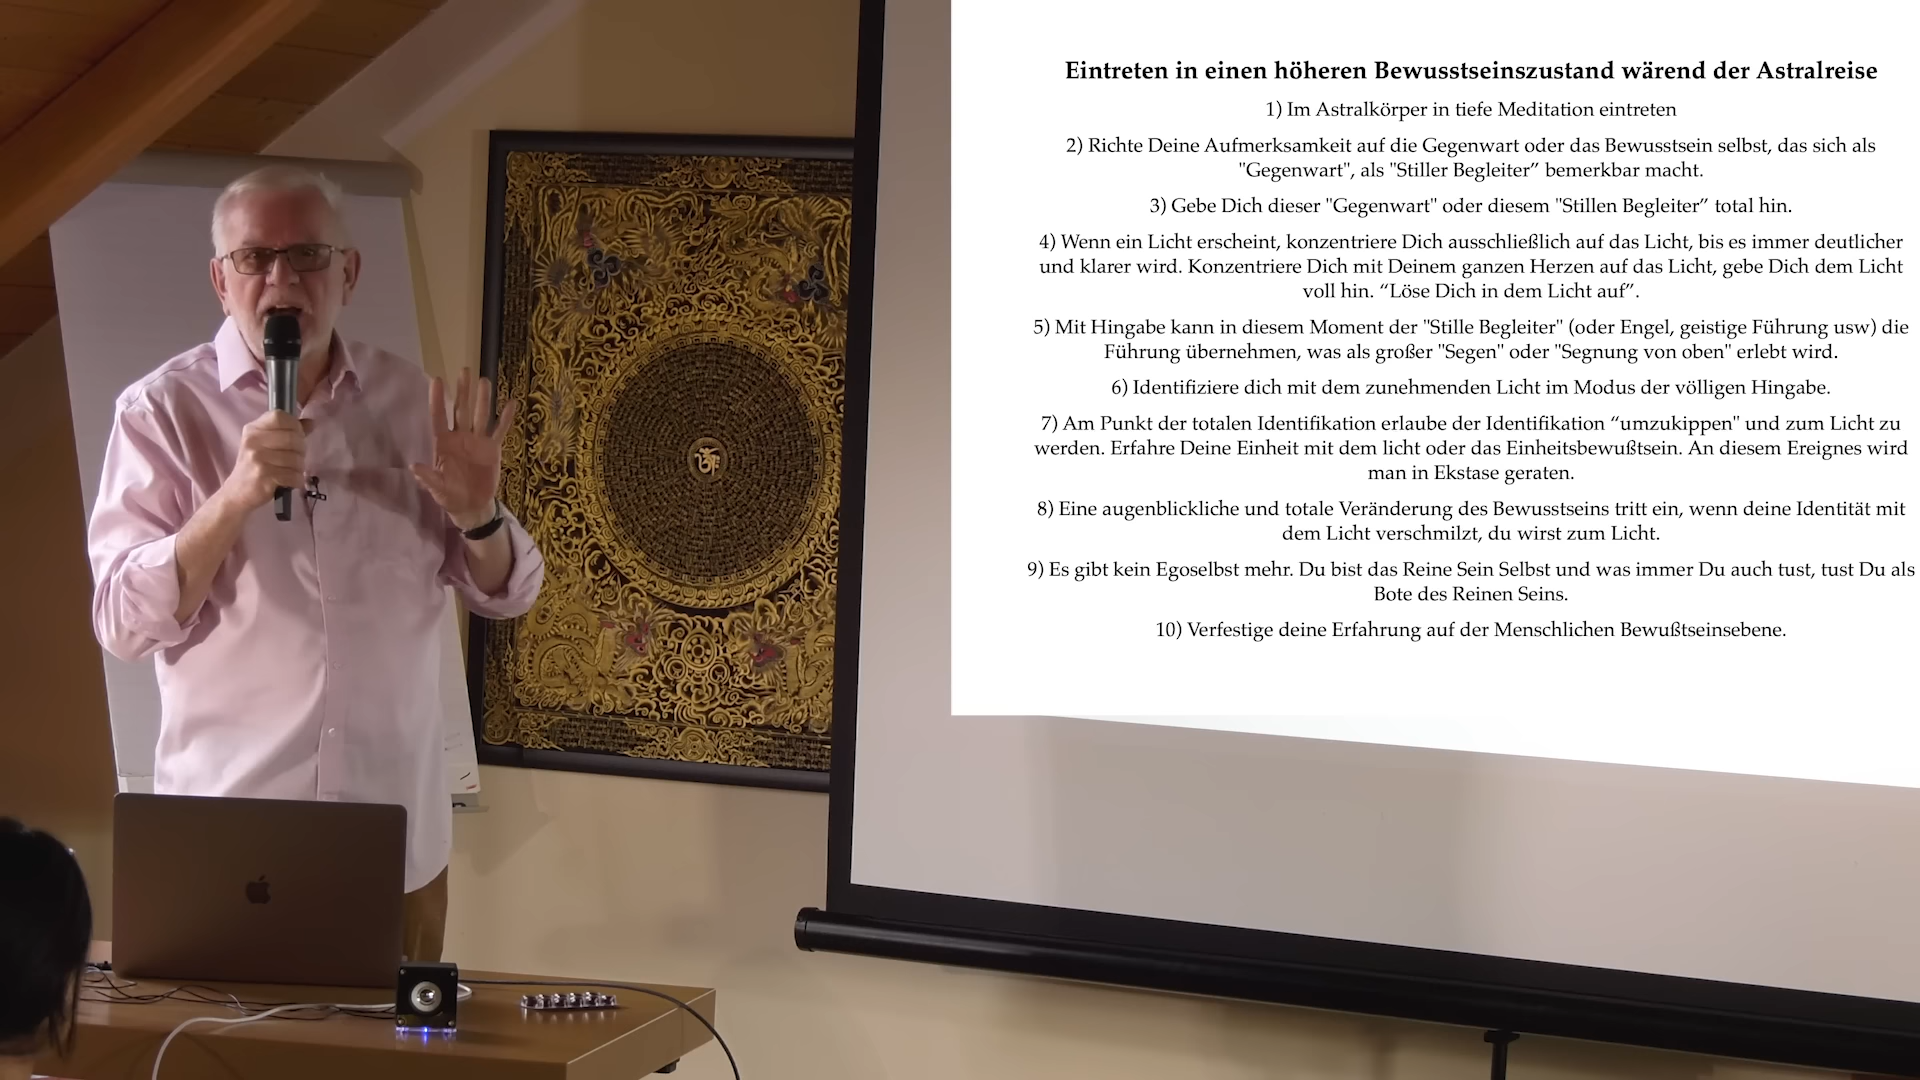 Eintreten in einen höheren Bewusstseinszustand wärend der Astralreise
1) Im Astralkörper in tiefe Meditation eintreten
2) Richte Deine Aufmerksamkeit auf die Gegenwart oder das Bewusstsein selbst, das sich als
"Gegenwart", als "Stiller Begleiter” bemerkbar macht.
3) Gebe Dich dieser "Gegenwart" oder diesem "Stillen Begleiter” total hin.
4) Wenn ein Licht erscheint, konzentriere Dich ausschließlich auf das Licht, bis es immer deutlicher
und klarer wird. Konzentriere Dich mit Deinem ganzen Herzen auf das Licht, gebe Dich dem Licht
voll hin. “Löse Dich in dem Licht auf”.
5) Mit Hingabe kann in diesem Moment der "Stille Begleiter" (oder Engel, geistige Führung usw) die
Führung übernehmen, was als großer "Segen" oder "Segnung von oben" erlebt wird.
6) Identifiziere dich mit dem zunehmenden Licht im Modus der völligen Hingabe.
7) Am Punkt der totalen Identifikation erlaube der Identifikation “umzukippen" und zum Licht zu
werden. Erfahre Deine Einheit mit dem licht oder das Einheitsbewußtsein. An diesem Ereignes wird
man in Ekstase geraten.
8) Eine augenblickliche und totale Veränderung des Bewusstseins tritt ein, wenn deine Identität mit
dem Licht verschmilzt, du wirst zum Licht.
9) Es gibt kein Egoselbst mehr. Du bist das Reine Sein Selbst und was immer Du auch tust, tust Du als
Bote des Reinen Seins.
10) Verfestige deine Erfahrung auf der Menschlichen Bewußtseinsebene.